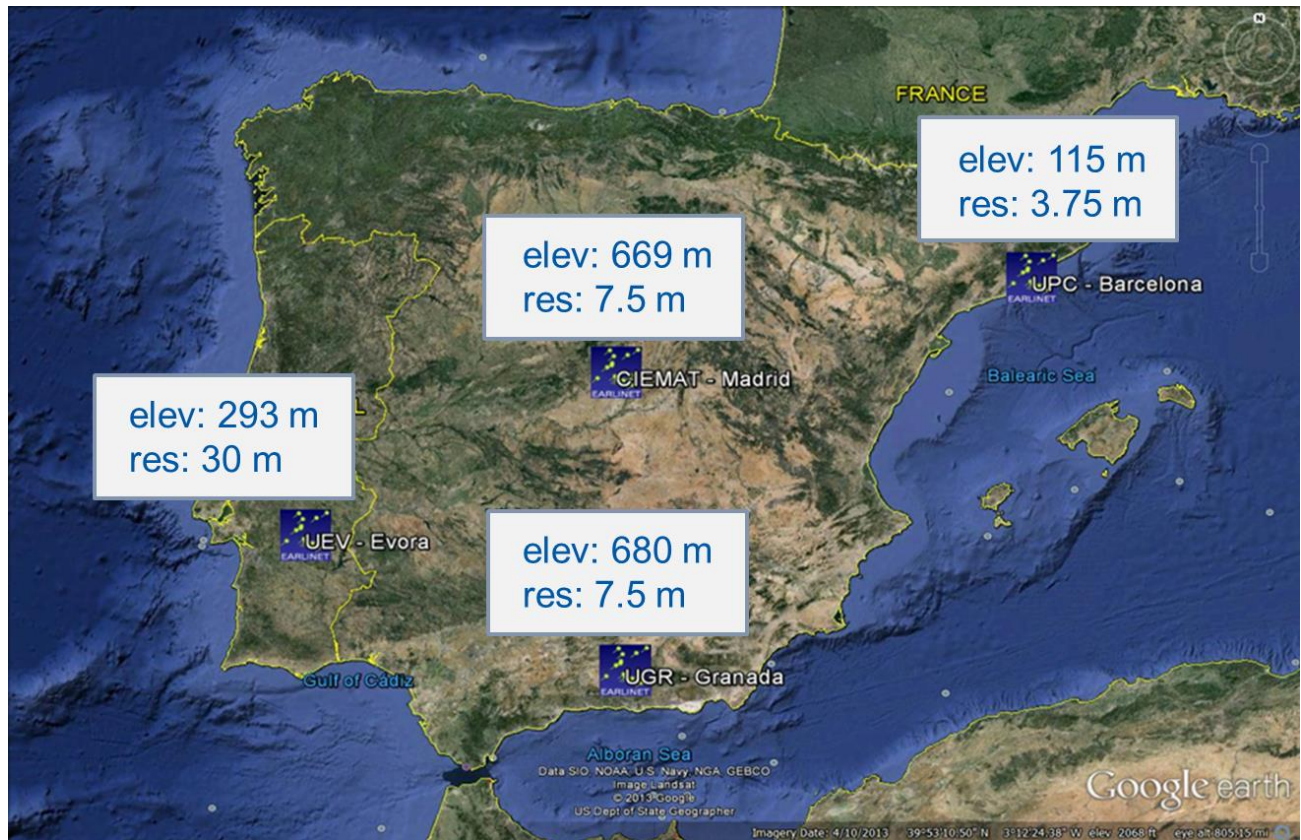 N
FRANCE
elev: 115 m
res: 3.75 m
elev: 669 m
res: 7.5 m
EARLINET
UPC - Barcelona
EARLINET
CIEMAT - Madrid
Balearic Sea
elev: 293 m
res: 30 m
L
EARLINET
UEV - Evora
elev: 680 m
res: 7.5 m
EARLINET
UGR - Granada
Gulf of Cádiz
Alboran Sea
Data SIO, NOAA, U.S. Navy, NGA, GEBCO
Image Landsat
© 2013 Google
US Dept of State Geographer
Google earth
Imagery Date: 4/10/2013 39°53'10.50" N 3°12'24.38" W elev 2068 ft eye alt 805.15 mi